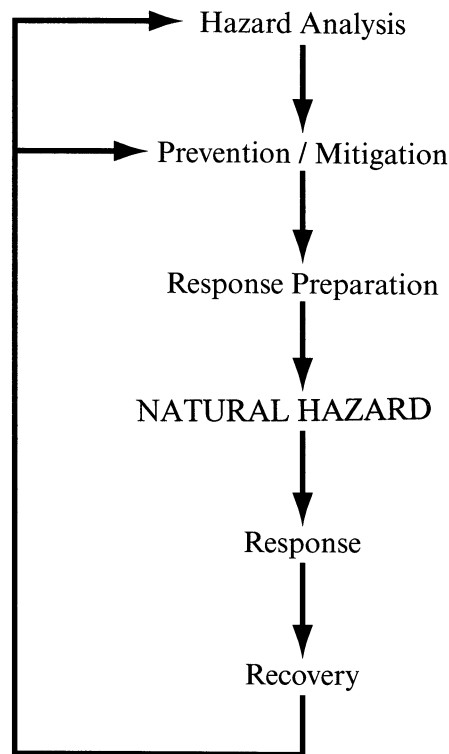 Hazard Analysis
Prevention / Mitigation
Response Preparation
NATURAL HAZARD
Response
Recovery